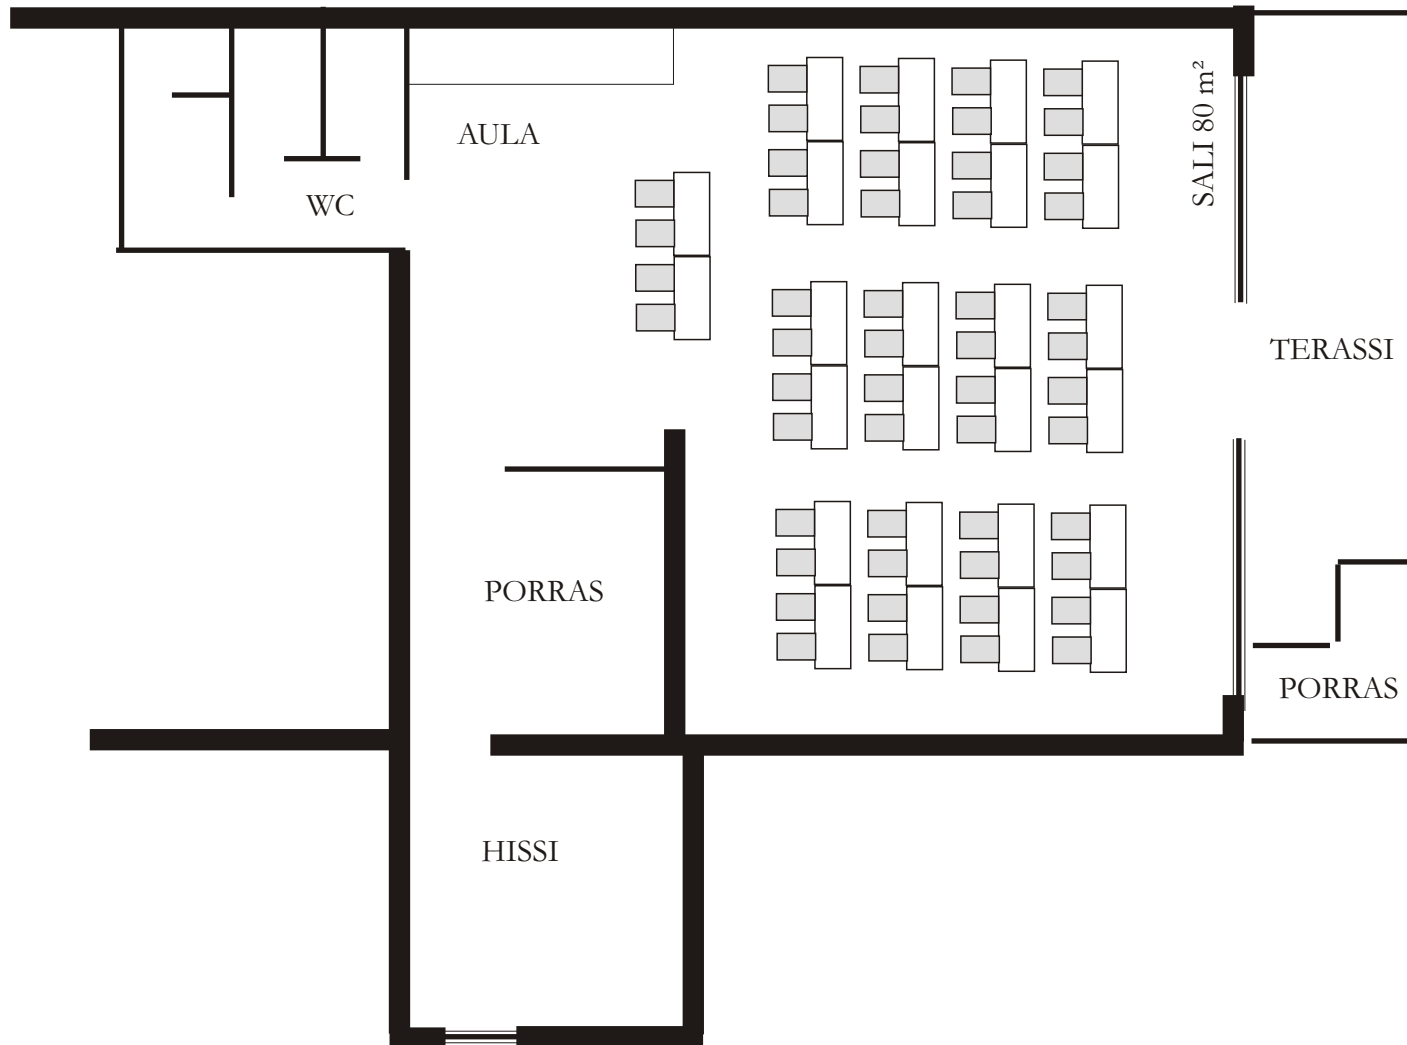 SALI 80 m²
AULA
WC
TERASSI
PORRAS
PORRAS
HISSI